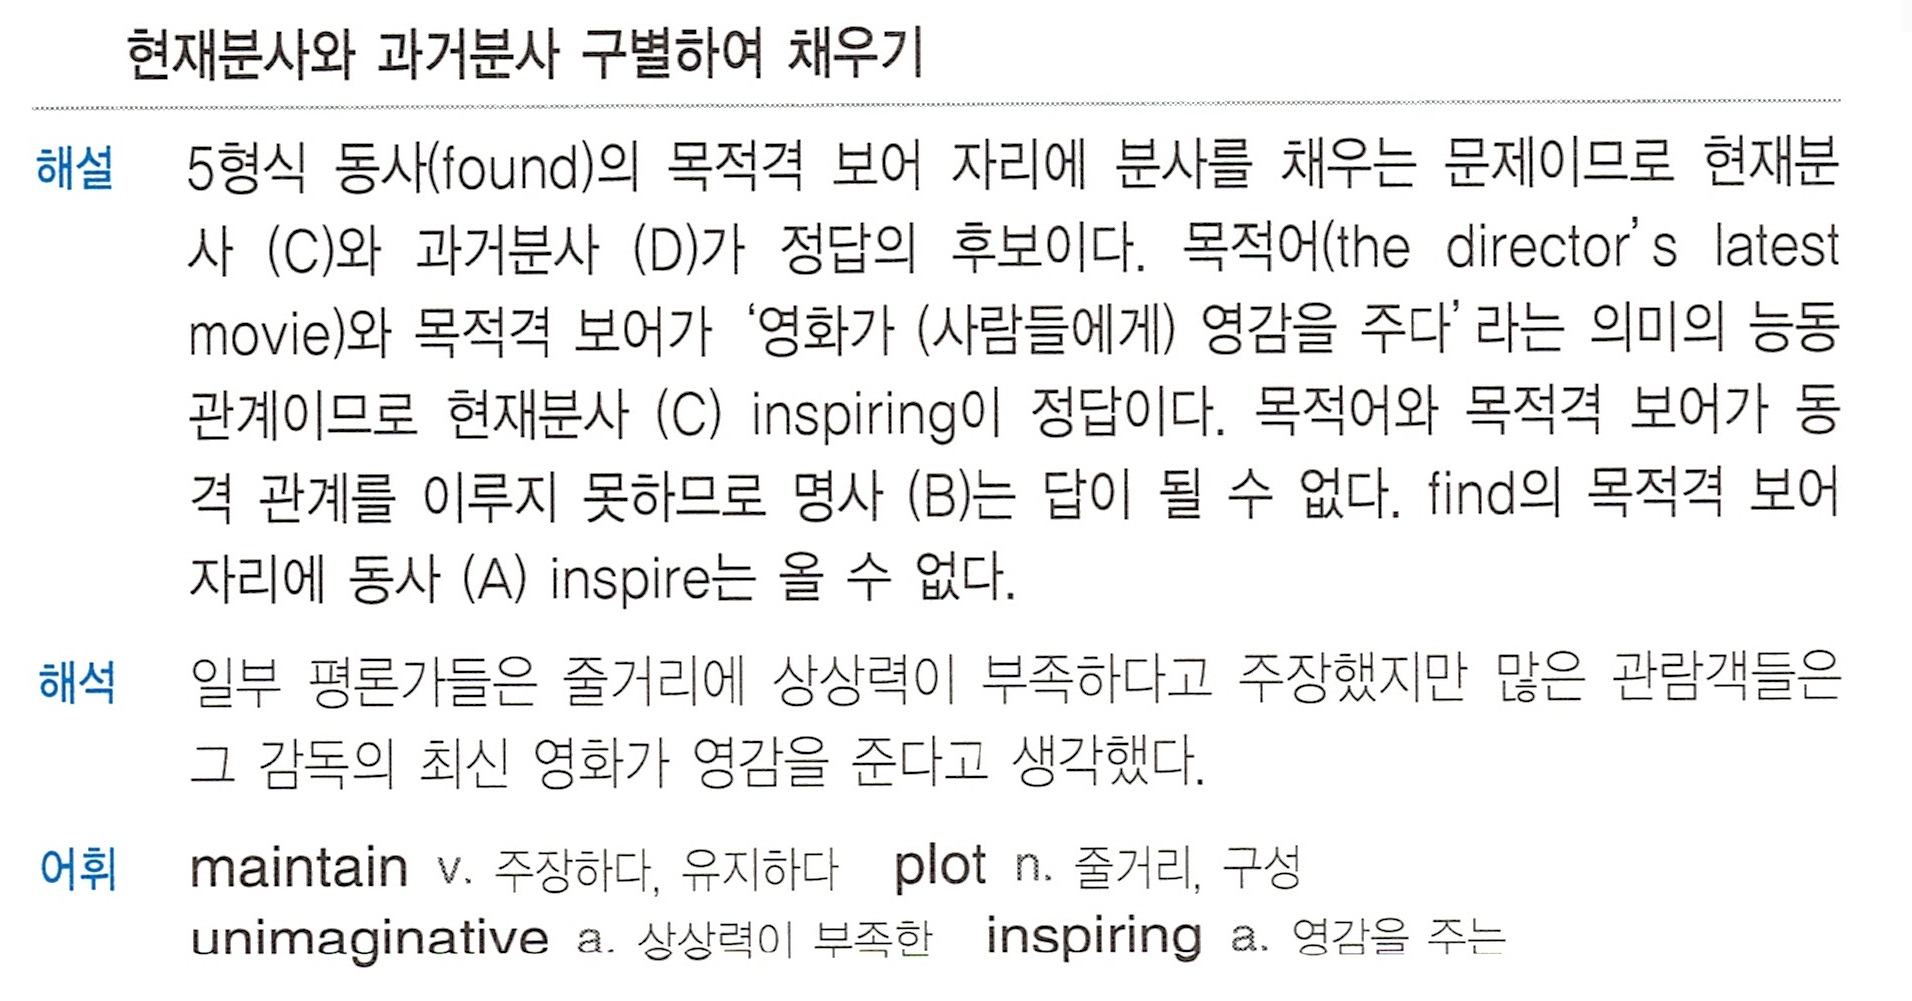 현재분사와 과거분사 구별하여 채우기
해설 5형식 동사(found)의 목적격 보어 자리에 분사를 채우는 문제이므로 현재분
사 (C)와 과거분사 (D)가 정답의 후보이다. 목적어(the director's latest
movie)와 목적격 보어가 '영화가 (사람들에게) 영감을 주다'라는 의미의 능동
관계이므로 현재분사 (C) inspiring이 정답이다. 목적어와 목적격 보어가 동
격 관계를 이루지 못하므로 명사 (B)는 답이 될 수 없다. find의 목적격 보어
자리에 동사 (A) inspire는 올 수 없다.
해석 일부 평론가들은 줄거리에 상상력이 부족하다고 주장했지만 많은 관람객들은
그 감독의 최신 영화가 영감을 준다고 생각했다.
어휘 maintain v. 주장하다, 유지하다 plot n. 줄거리, 구성
unimaginative a. 상상력이 부족한 inspiring a. 영감을 주는